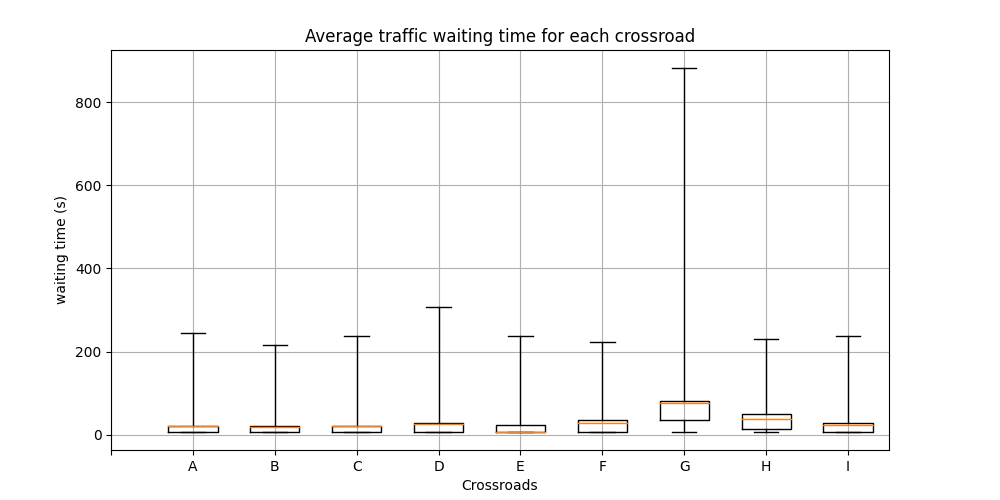 Average traffic waiting time for each crossroad
waiting time (s)
800
600
400
200
0
A B C D E F G H I
Crossroads